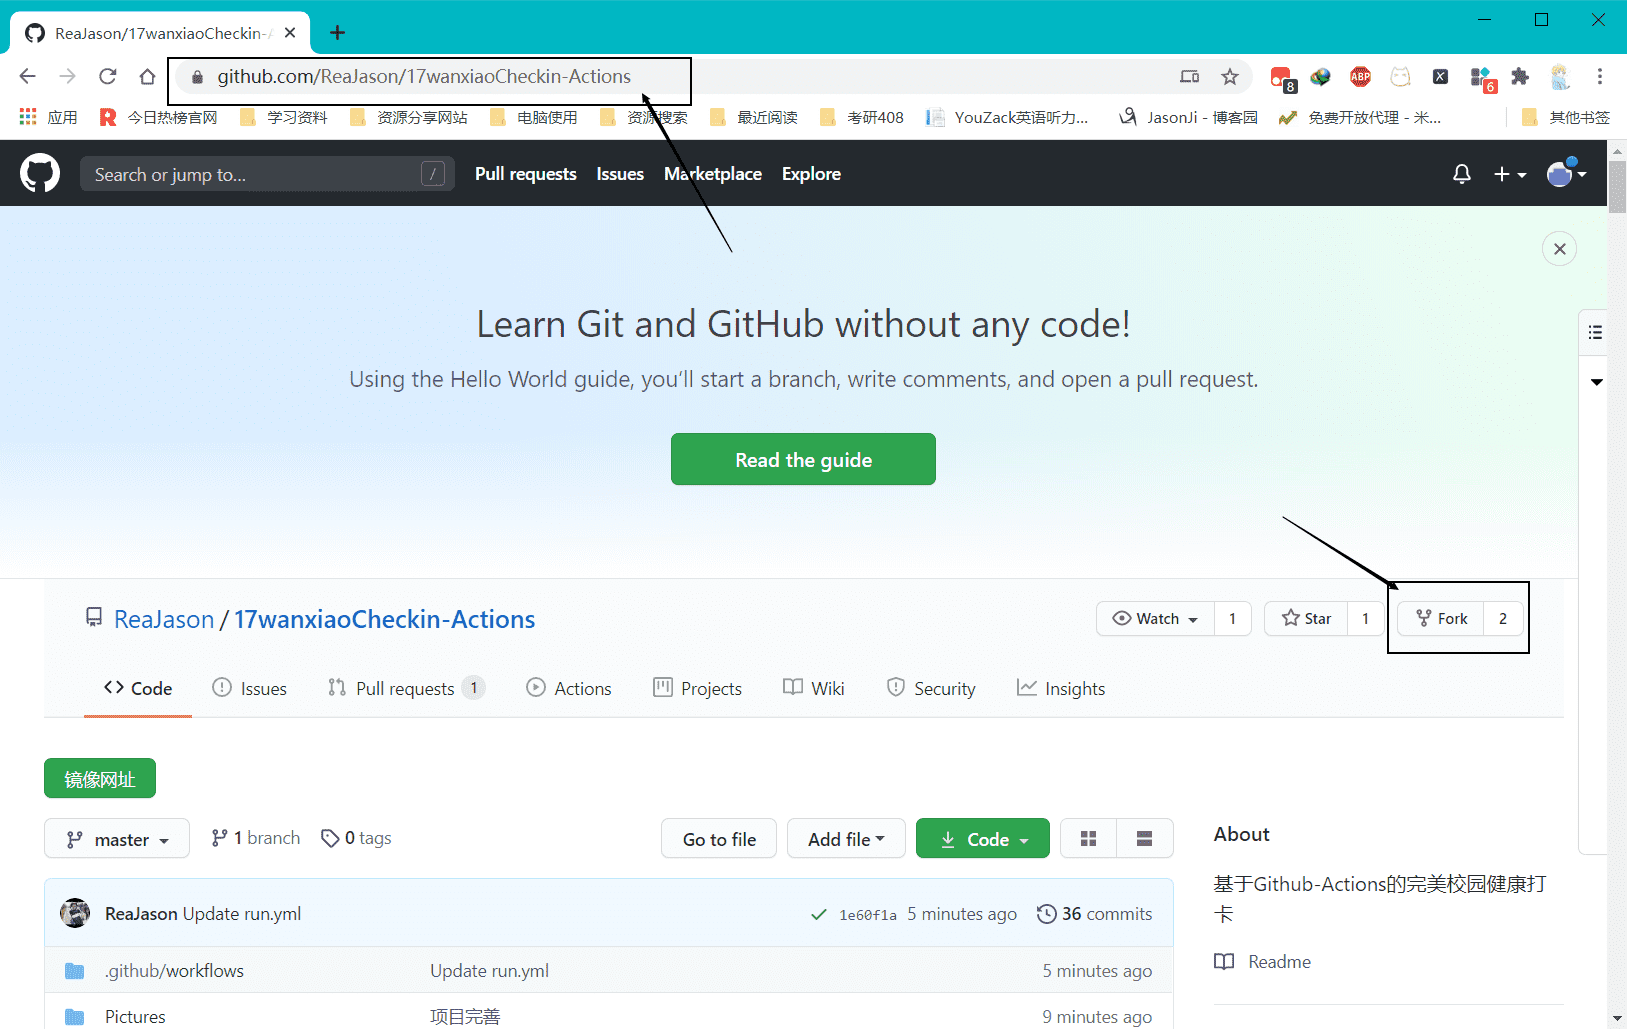 ReaJason/17wanxiaoCheckin-A
github.com/ReaJason/17wanxiaoCheckin-Actions
8
ABP
X
6
应用
今日热榜官网
学习资料
资源分享网站
电脑使用
资源搜索
最近阅读
考研408
YouZack英语听力...
JasonJi - 博客园
免费开放代理 - 米...
其他书签
Search or jump to...
/
Pull requests
Issues
Marketplace
Explore
Learn Git and GitHub without any code!
Using the Hello World guide, you’ll start a branch, write comments, and open a pull request.
Read the guide
ReaJason / 17wanxiaoCheckin-Actions
Watch 1
Star 1
Fork 2
Code
Issues
Pull requests 1
Actions
Projects
Wiki
Security
Insights
镜像网址
master
1 branch
0 tags
Go to file
Add file
Code
About
基于Github-Actions的完美校园健康打
卡
Readme
ReaJason Update run.yml
1e60f1a 5 minutes ago
36 commits
.github/workflows
Update run.yml
5 minutes ago
Pictures
项目完善
9 minutes ago